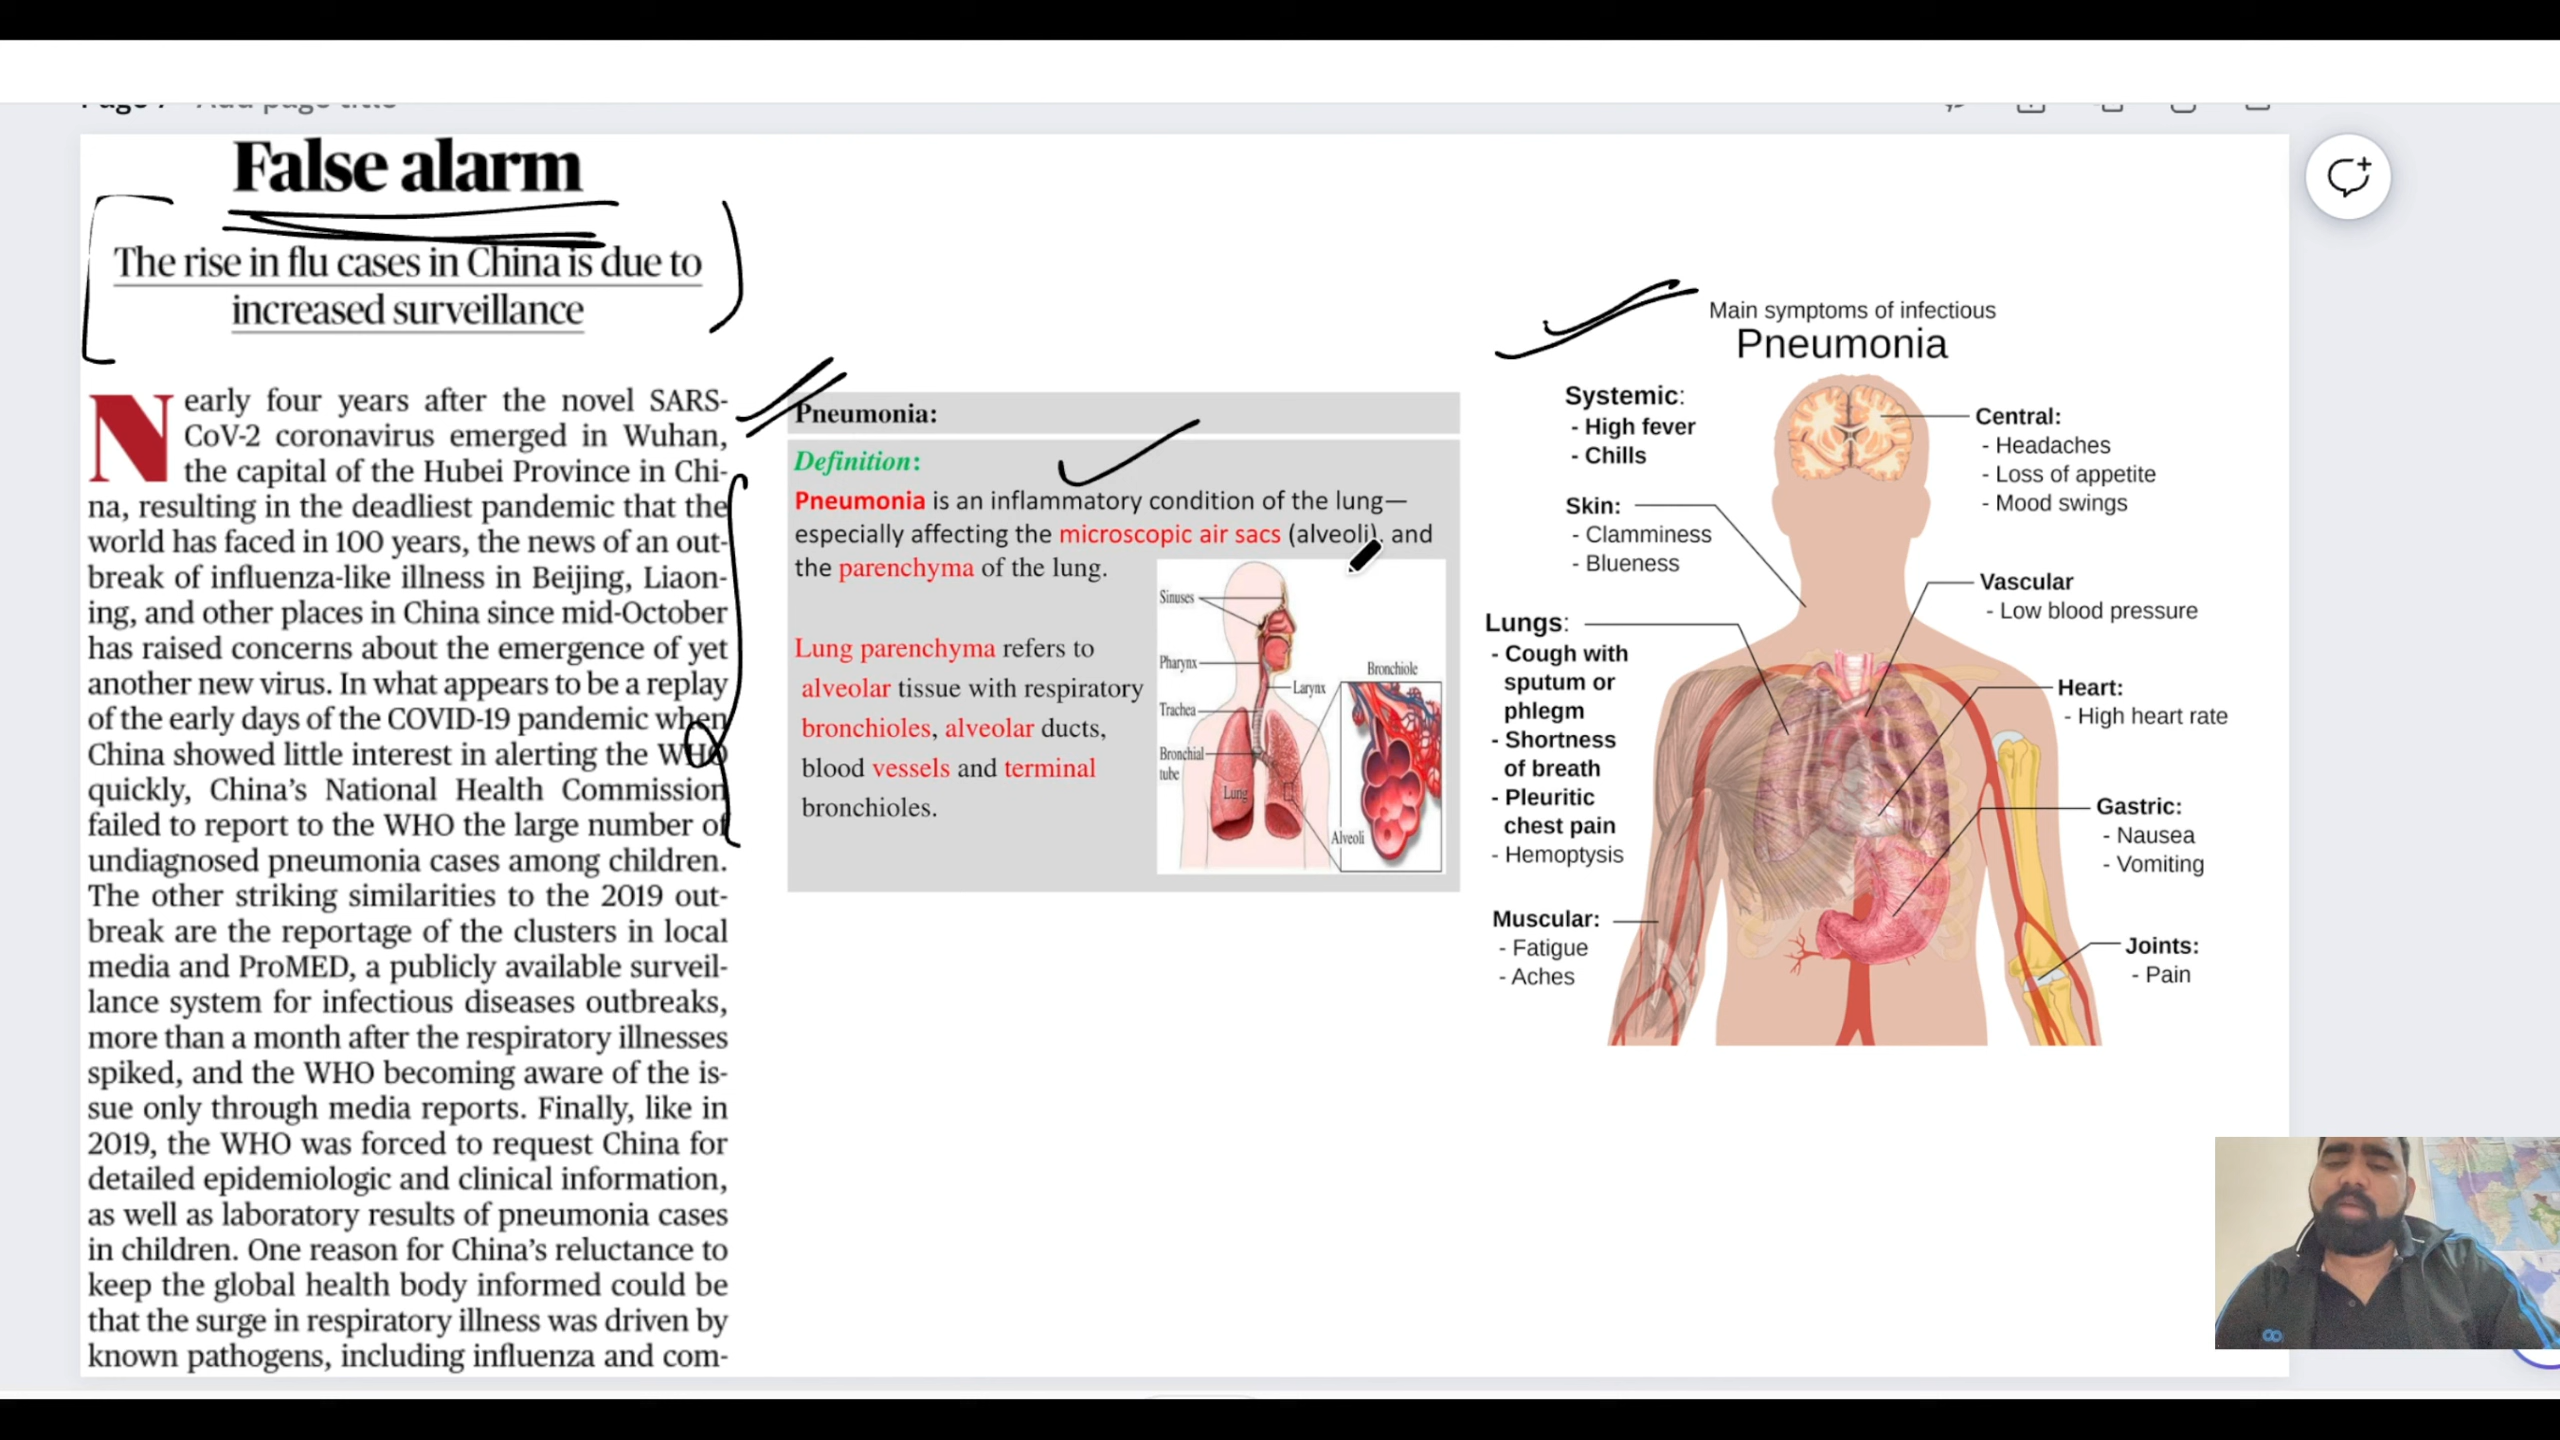 False alarm
The rise in flu cases in China is due to
increased surveillance
Nearly four years after the novel SARS-
CoV-2 coronavirus emerged in Wuhan,
the capital of the Hubei Province in Chi-
na, resulting in the deadliest pandemic that the
world has faced in 100 years, the news of an out-
break of influenza-like illness in Beijing, Liaon-
ing, and other places in China since mid-October
has raised concerns about the emergence of yet
another new virus. In what appears to be a replay
of the early days of the COVID-19 pandemic when
China showed little interest in alerting the WHO
quickly, China's National Health Commission
failed to report to the WHO the large number of
undiagnosed pneumonia cases among children.
The other striking similarities to the 2019 out-
break are the reportage of the clusters in local
media and ProMED, a publicly available surveil-
lance system for infectious diseases outbreaks,
more than a month after the respiratory illnesses
spiked, and the WHO becoming aware of the is-
sue only through media reports. Finally, like in
2019, the WHO was forced to request China for
detailed epidemiologic and clinical information,
as well as laboratory results of pneumonia cases
in children. One reason for China's reluctance to
keep the global health body informed could be
that the surge in respiratory illness was driven by
known pathogens, including influenza and com-
Pneumonia:
Definition:
Pneumonia is an inflammatory condition of the lung—
especially affecting the microscopic air sacs (alveoli), and
the parenchyma of the lung.
Lung parenchyma refers to
alveolar tissue with respiratory
bronchioles, alveolar ducts,
blood vessels and terminal
bronchioles.
Sinuses
Pharynx
Larynx
Trachea
Bronchial
tube
Lung
Bronchiole
Alveoli
Main symptoms of infectious
Pneumonia
Systemic:
- High fever
- Chills
Skin:
- Clamminess
- Blueness
Lungs:
- Cough with
sputum or
phlegm
- Shortness
of breath
- Pleuritic
chest pain
- Hemoptysis
Muscular:
- Fatigue
- Aches
Central:
- Headaches
- Loss of appetite
- Mood swings
Vascular
- Low blood pressure
Heart:
- High heart rate
Gastric:
- Nausea
- Vomiting
Joints:
- Pain